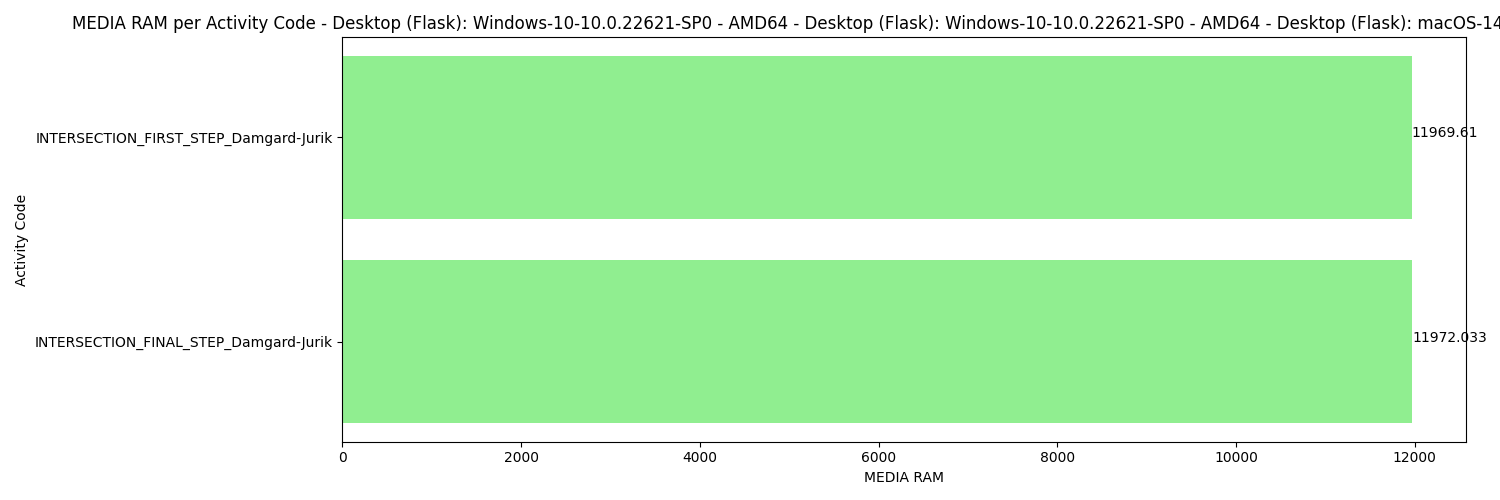 MEDIA RAM per Activity Code - Desktop (Flask): Windows-10-10.0.22621-SP0 - AMD64 - Desktop (Flask): Windows-10-10.0.22621-SP0 - AMD64 - Desktop (Flask): macOS-14
INTERSECTION_FIRST_STEP_Damgard-Jurik
11969.61
Activity Code
INTERSECTION_FINAL_STEP_Damgard-Jurik
11972.033
0 2000 4000 6000 8000 10000 12000
MEDIA RAM